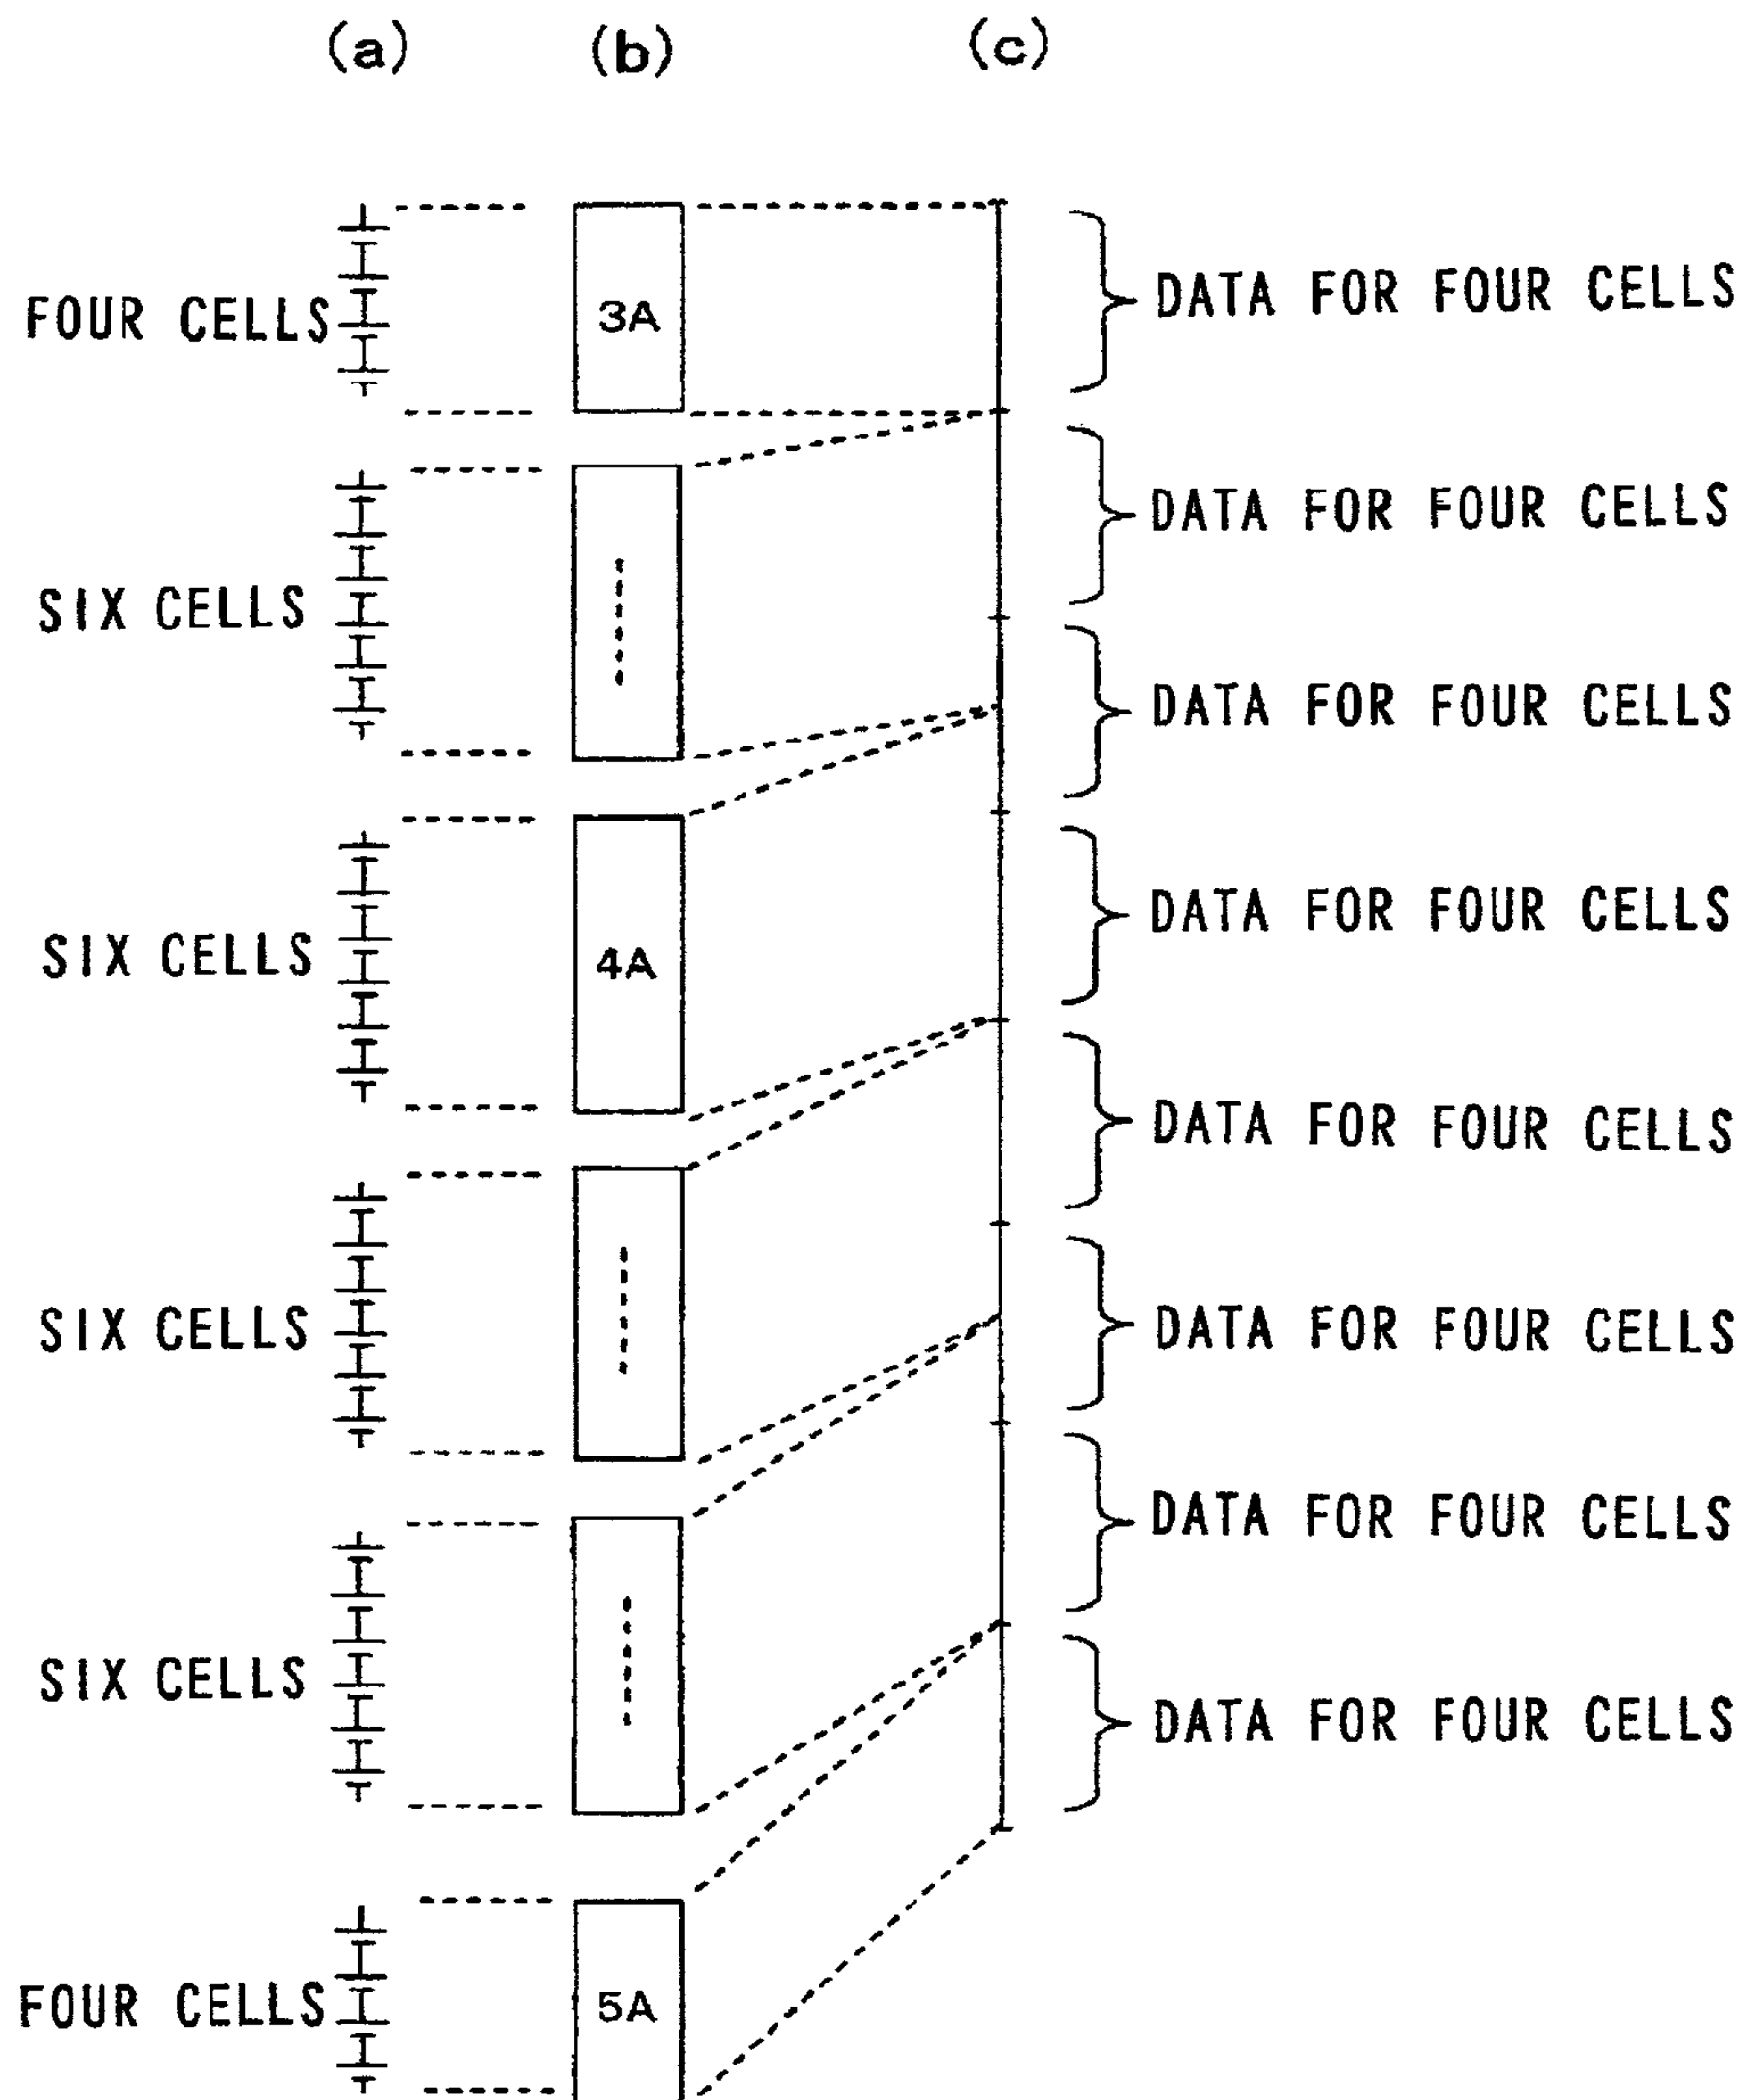 (a) (b) (c)
FOUR CELLS 3A DATA FOR FOUR CELLS
DATA FOR FOUR CELLS
SIX CELLS
DATA FOR FOUR CELLS
SIX CELLS 4A DATA FOR FOUR CELLS
DATA FOR FOUR CELLS
SIX CELLS DATA FOR FOUR CELLS
DATA FOR FOUR CELLS
SIX CELLS
DATA FOR FOUR CELLS
FOUR CELLS 5A